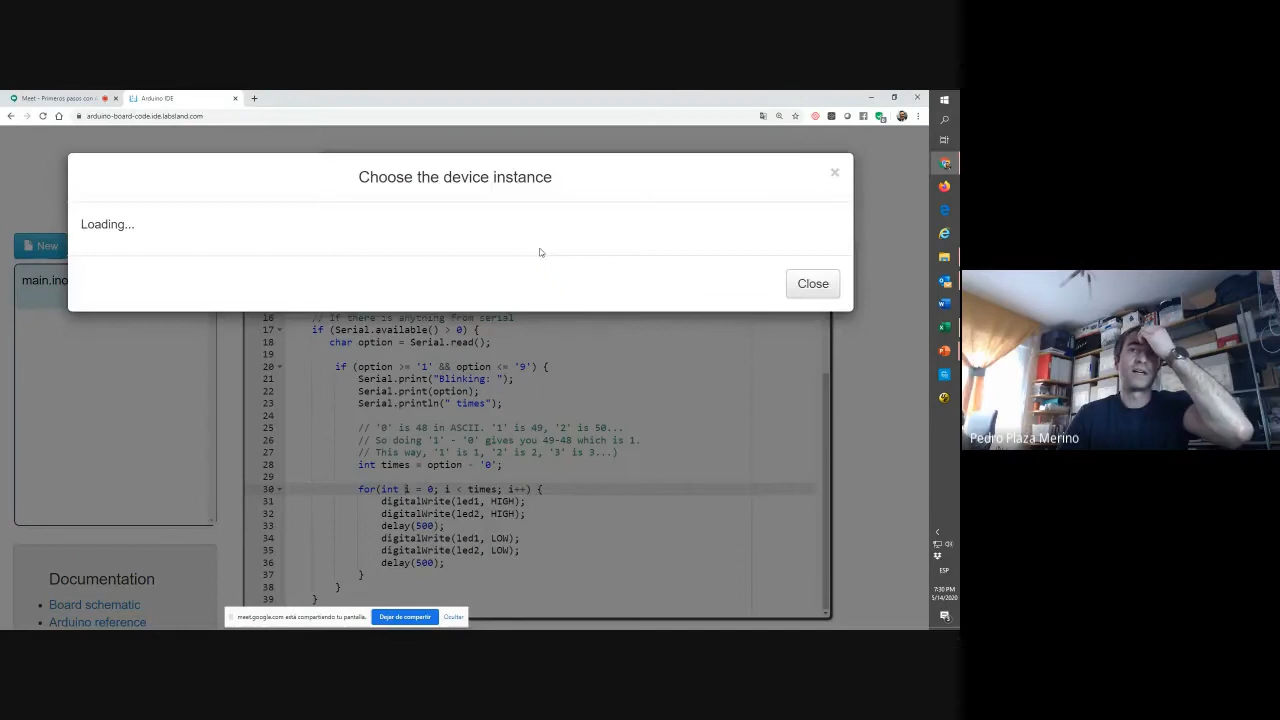 Meet - Primeros pasos con
Arduino IDE
arduino-board-code.ide.labsland.com
Choose the device instance
Loading...
Close
New
main.ino
16 // If there is anything from serial
17 if (Serial.available() > 0) {
18 char option = Serial.read();
19
20 if (option >= '1' && option <= '9') {
21 Serial.print("Blinking: ");
22 Serial.print(option);
23 Serial.println(" times");
24
25 // '0' is 48 in ASCII. '1' is 49, '2' is 50...
26 // So doing '1' - '0' gives you 49-48 which is 1.
27 // This way, '1' is 1, '2' is 2, '3' is 3...)
28 int times = option - '0';
29
30 for(int i = 0; i < times; i++) {
31 digitalWrite(led1, HIGH);
32 digitalWrite(led2, HIGH);
33 delay(500);
34 digitalWrite(led1, LOW);
35 digitalWrite(led2, LOW);
36 delay(500);
37 }
38 }
39 }
Documentation
Board schematic
Arduino reference
meet.google.com está compartiendo tu pantalla.
Dejar de compartir
Ocultar
ESP
7:30 PM
5/14/2020
Pedro Plaza Merino